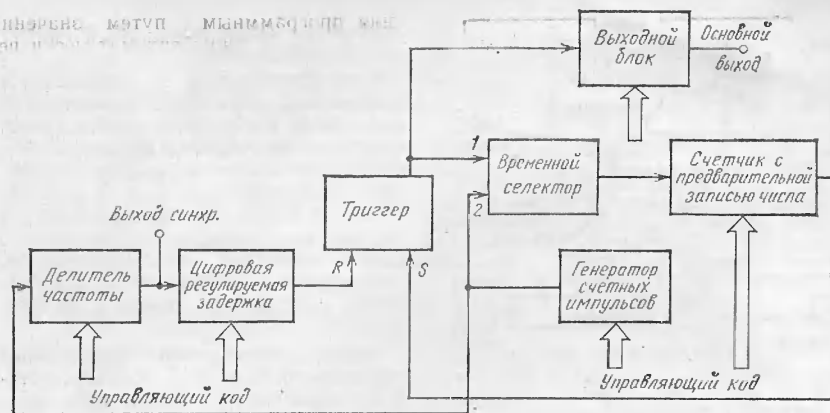 Выходной
блок
Основной
выход
1
Временной
селектор
2
Счетчик с
предварительной
записью числа
Триггер
Выход синхр.
R
S
Делитель
частоты
Цифровая
регулируемая
задержка
Генератор
счетных
импульсов
Управляющий код
Управляющий код